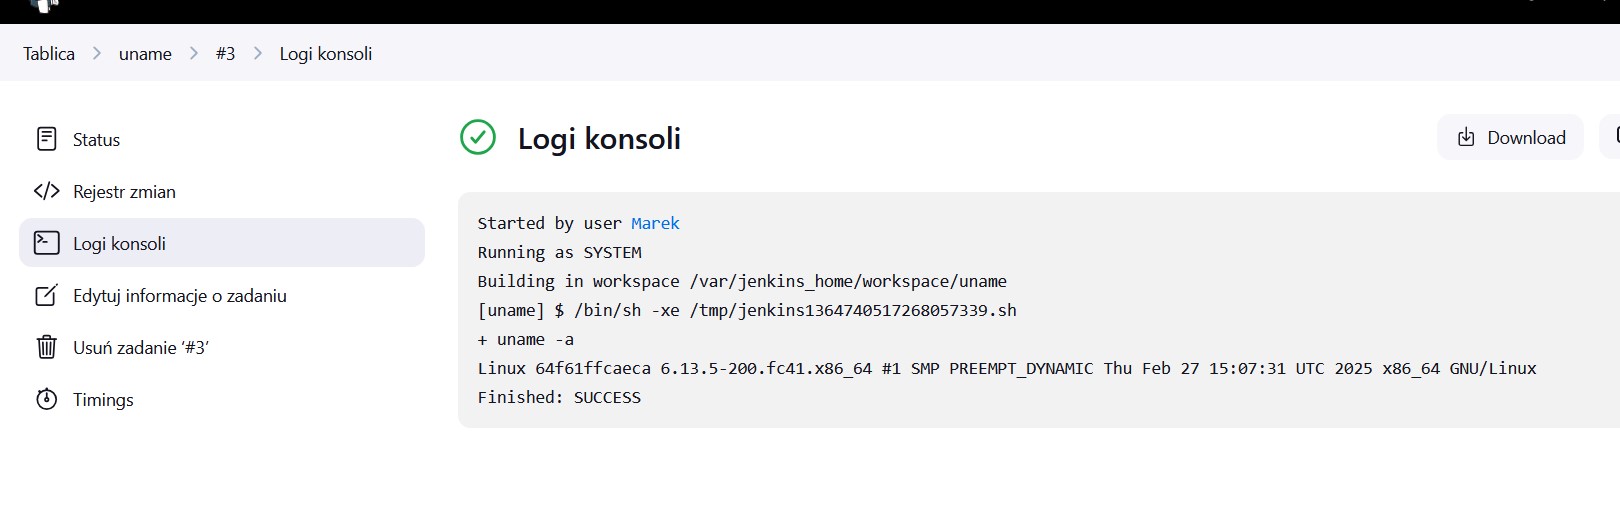 Tablica > uname > #3 > Logi konsoli
Status
Rejestr zmian
Logi konsoli
Edytuj informacje o zadaniu
Usuń zadanie ‘#3’
Timings
Logi konsoli
Download
Started by user Marek
Running as SYSTEM
Building in workspace /var/jenkins_home/workspace/uname
[uname] $ /bin/sh -xe /tmp/jenkins1364740517268057339.sh
+ uname -a
Linux 64f61ffcaeca 6.13.5-200.fc41.x86_64 #1 SMP PREEMPT_DYNAMIC Thu Feb 27 15:07:31 UTC 2025 x86_64 GNU/Linux
Finished: SUCCESS